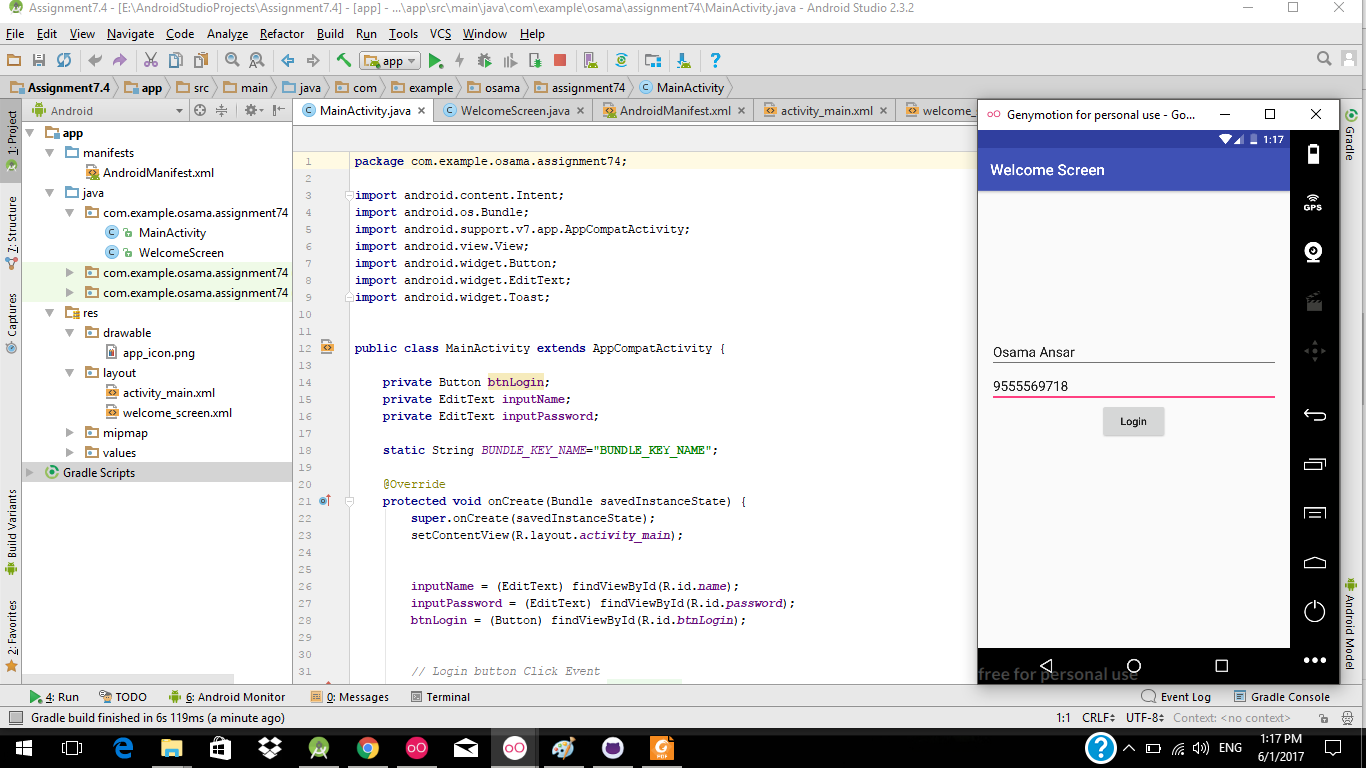 Assignment7.4 - [E:\AndroidStudioProjects\Assignment7.4] - [app] - ...\app\src\main\java\com\example\osama\assignment74\MainActivity.java - Android Studio 2.3.2
File Edit View Navigate Code Analyze Refactor Build Run Tools VCS Window Help
app
Assignment7.4 app src main java com example osama assignment74 MainActivity
Android
MainActivity.java WelcomeScreen.java AndroidManifest.xml activity_main.xml welcome_
1: Project
7: Structure
Captures
Build Variants
2: Favorites
app
manifests
AndroidManifest.xml
java
com.example.osama.assignment74
MainActivity
WelcomeScreen
com.example.osama.assignment74
com.example.osama.assignment74
res
drawable
app_icon.png
layout
activity_main.xml
welcome_screen.xml
mipmap
values
Gradle Scripts
1 package com.example.osama.assignment74;
2
3 import android.content.Intent;
4 import android.os.Bundle;
5 import android.support.v7.app.AppCompatActivity;
6 import android.view.View;
7 import android.widget.Button;
8 import android.widget.EditText;
9 import android.widget.Toast;
10
11
12 public class MainActivity extends AppCompatActivity {
13
14 private Button btnLogin;
15 private EditText inputName;
16 private EditText inputPassword;
17
18 static String BUNDLE_KEY_NAME="BUNDLE_KEY_NAME";
19
20 @Override
21 protected void onCreate(Bundle savedInstanceState) {
22 super.onCreate(savedInstanceState);
23 setContentView(R.layout.activity_main);
24
25
26 inputName = (EditText) findViewById(R.id.name);
27 inputPassword = (EditText) findViewById(R.id.password);
28 btnLogin = (Button) findViewById(R.id.btnLogin);
29
30
31 // Login button Click Event
Genymotion for personal use - Go...
1:17
Welcome Screen
Osama Ansar
9555569718
Login
free for personal use
GPS
Gradle
Android Model
4: Run TODO 6: Android Monitor 0: Messages Terminal Event Log Gradle Console
Gradle build finished in 6s 119ms (a minute ago) 1:1 CRLF UTF-8 Context: <no context>
PDF
ENG
1:17 PM
6/1/2017